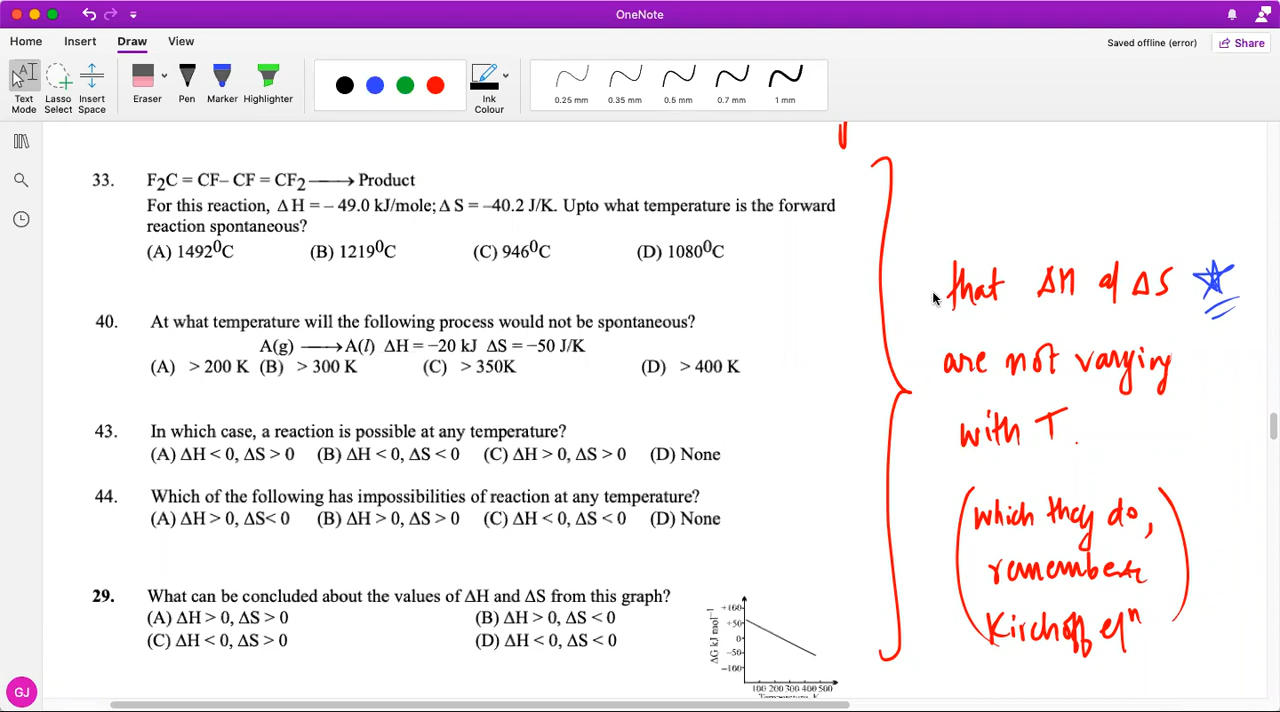 OneNote
Home Insert Draw View
Saved offline (error) Share
Text Mode
Lasso Select
Insert Space
Eraser
Pen
Marker
Highlighter
Ink Colour
0.25 mm 0.35 mm 0.5 mm 0.7 mm 1 mm
33. F₂C = CF– CF = CF₂ ⟶ Product
For this reaction, Δ H = – 49.0 kJ/mole; Δ S = –40.2 J/K. Upto what temperature is the forward
reaction spontaneous?
(A) 1492⁰C (B) 1219⁰C (C) 946⁰C (D) 1080⁰C
40. At what temperature will the following process would not be spontaneous?
A(g) ⟶ A(l) ΔH = –20 kJ ΔS = –50 J/K
(A) > 200 K (B) > 300 K (C) > 350K (D) > 400 K
43. In which case, a reaction is possible at any temperature?
(A) ΔH < 0, ΔS > 0 (B) ΔH < 0, ΔS < 0 (C) ΔH > 0, ΔS > 0 (D) None
44. Which of the following has impossibilities of reaction at any temperature?
(A) ΔH > 0, ΔS< 0 (B) ΔH > 0, ΔS > 0 (C) ΔH < 0, ΔS < 0 (D) None
29. What can be concluded about the values of ΔH and ΔS from this graph?
(A) ΔH > 0, ΔS > 0 (B) ΔH > 0, ΔS < 0
(C) ΔH < 0, ΔS > 0 (D) ΔH < 0, ΔS < 0
ΔG kJ mol⁻¹
+160
+50
0
–50
–100
100 200 300 400 500
that ΔH & ΔS
are not varying
with T.
(which they do,
remember
Kirchoff eqⁿ)
GJ